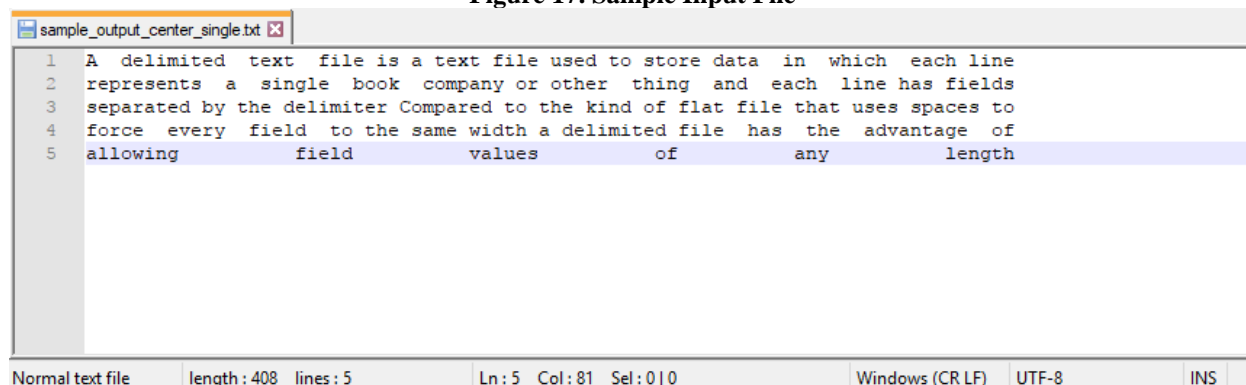 Figure 17. Sample Input File
sample_output_center_single.txt
1 A  delimited  text  file is a text file used to store data  in  which  each line
2 represents  a  single  book  company or other  thing  and  each  line has fields
3 separated by the delimiter Compared to the kind of flat file that uses spaces to
4 force  every  field  to the same width a delimited file  has  the  advantage  of
5 allowing          field          values          of          any          length
Normal text file length : 408 lines : 5 Ln : 5 Col : 81 Sel : 0 | 0 Windows (CR LF) UTF-8 INS